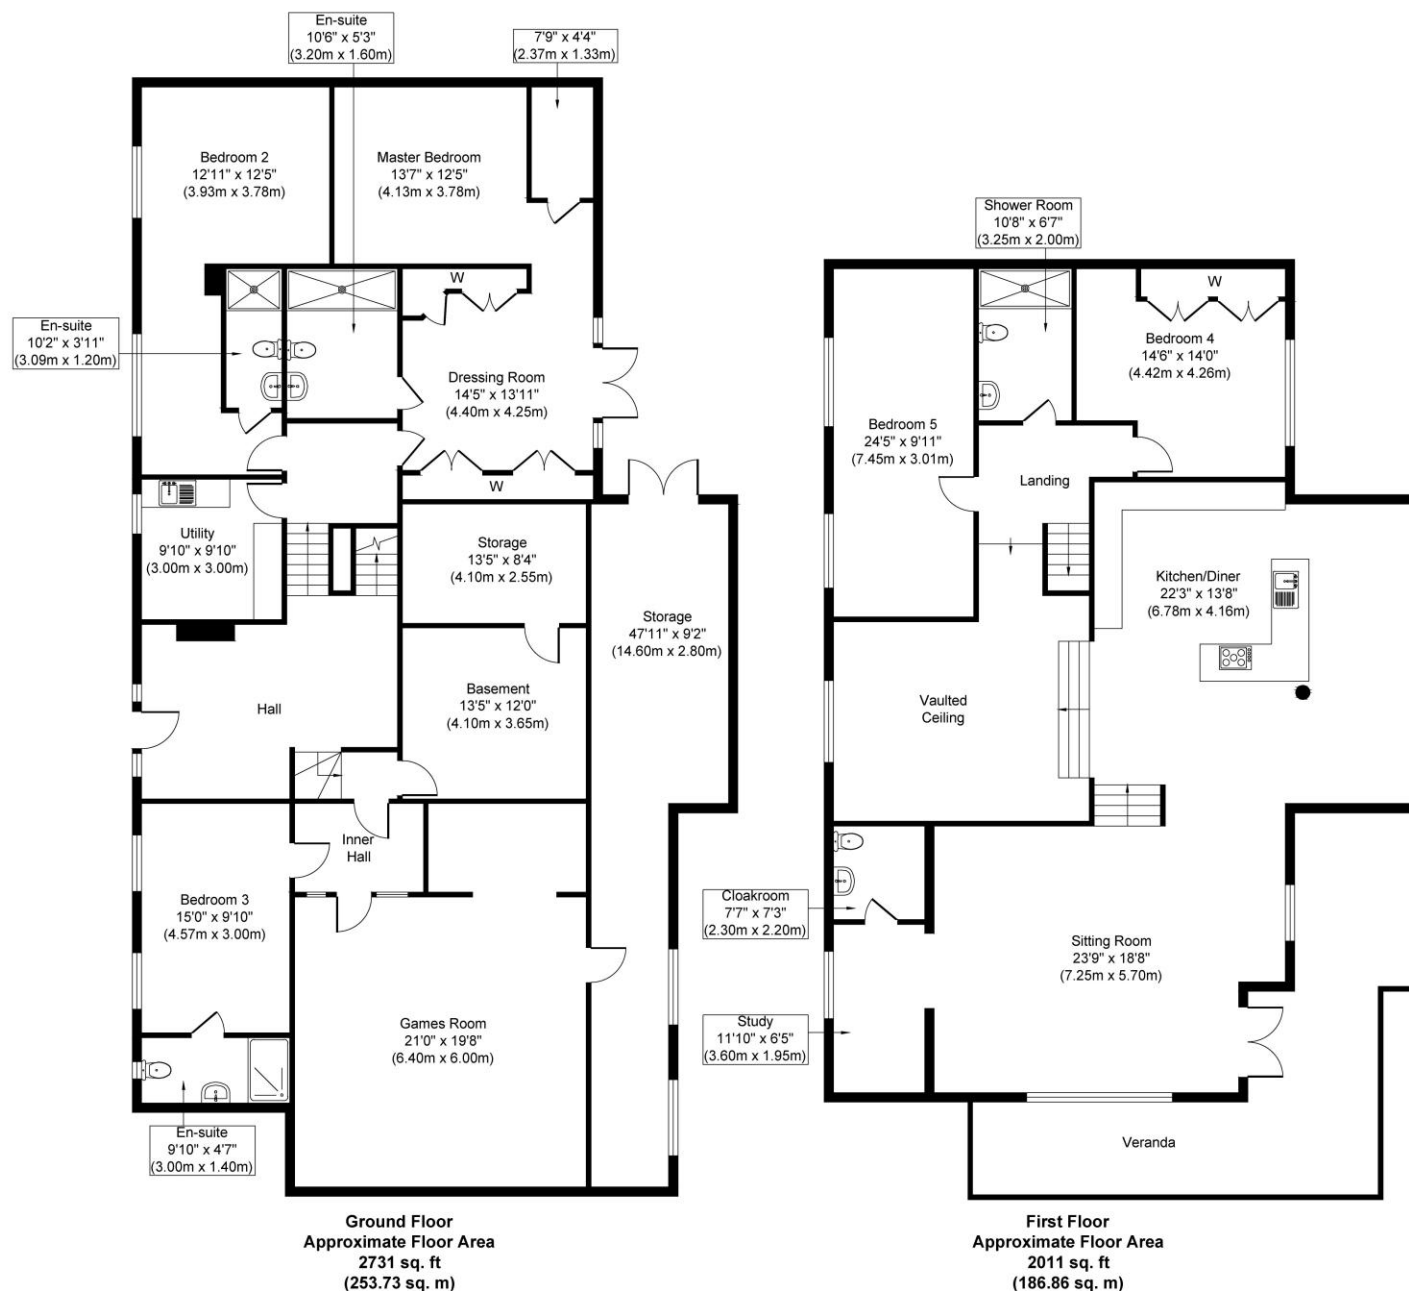 En-suite
10'6" x 5'3"
(3.20m x 1.60m)
7'9" x 4'4"
(2.37m x 1.33m)
Bedroom 2
12'11" x 12'5"
(3.93m x 3.78m)
Master Bedroom
13'7" x 12'5"
(4.13m x 3.78m)
W
En-suite
10'2" x 3'11"
(3.09m x 1.20m)
Dressing Room
14'5" x 13'11"
(4.40m x 4.25m)
W
Utility
9'10" x 9'10"
(3.00m x 3.00m)
Storage
13'5" x 8'4"
(4.10m x 2.55m)
Storage
47'11" x 9'2"
(14.60m x 2.80m)
Hall
Basement
13'5" x 12'0"
(4.10m x 3.65m)
Inner
Hall
Bedroom 3
15'0" x 9'10"
(4.57m x 3.00m)
Games Room
21'0" x 19'8"
(6.40m x 6.00m)
En-suite
9'10" x 4'7"
(3.00m x 1.40m)
Ground Floor
Approximate Floor Area
2731 sq. ft
(253.73 sq. m)
Shower Room
10'8" x 6'7"
(3.25m x 2.00m)
W
Bedroom 4
14'6" x 14'0"
(4.42m x 4.26m)
Bedroom 5
24'5" x 9'11"
(7.45m x 3.01m)
Landing
Kitchen/Diner
22'3" x 13'8"
(6.78m x 4.16m)
Vaulted
Ceiling
Cloakroom
7'7" x 7'3"
(2.30m x 2.20m)
Sitting Room
23'9" x 18'8"
(7.25m x 5.70m)
Study
11'10" x 6'5"
(3.60m x 1.95m)
Veranda
First Floor
Approximate Floor Area
2011 sq. ft
(186.86 sq. m)